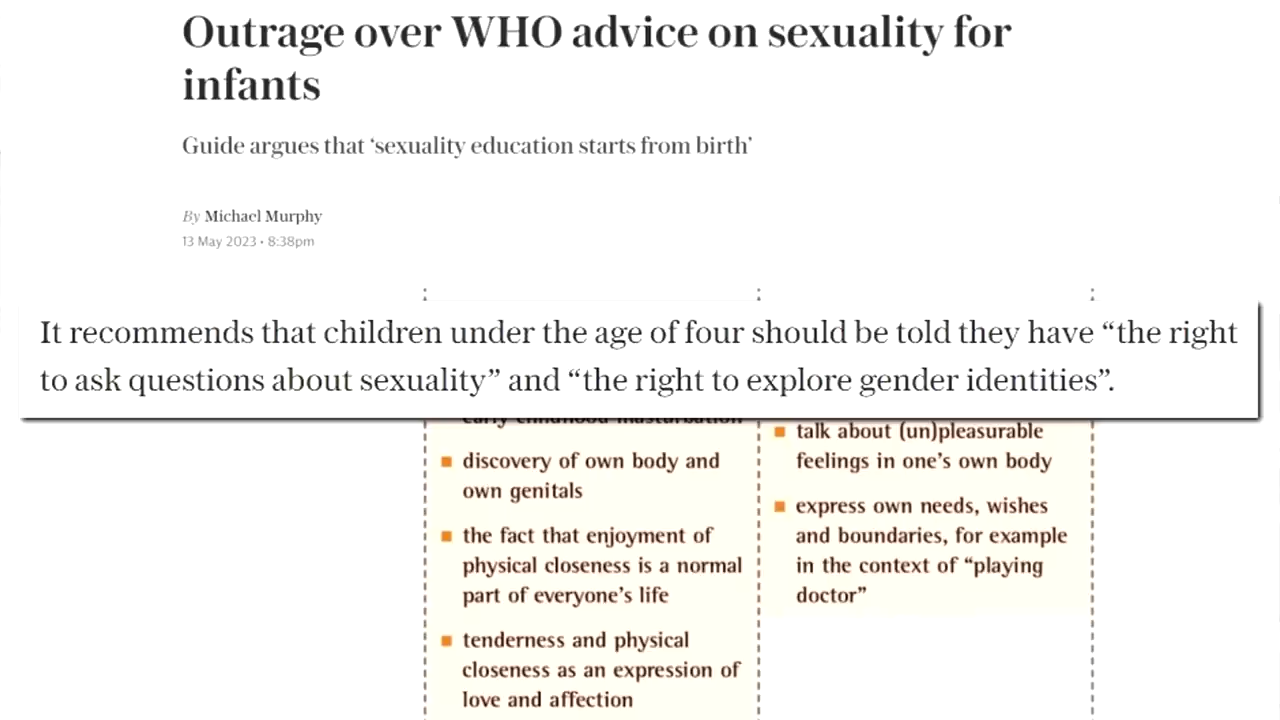 Outrage over WHO advice on sexuality for
infants
Guide argues that ‘sexuality education starts from birth’
By Michael Murphy
13 May 2023 • 8:38pm
It recommends that children under the age of four should be told they have “the right
to ask questions about sexuality” and “the right to explore gender identities”.
early childhood masturbation
discovery of own body and
own genitals
the fact that enjoyment of
physical closeness is a normal
part of everyone’s life
tenderness and physical
closeness as an expression of
love and affection
talk about (un)pleasurable
feelings in one’s own body
express own needs, wishes
and boundaries, for example
in the context of “playing
doctor”